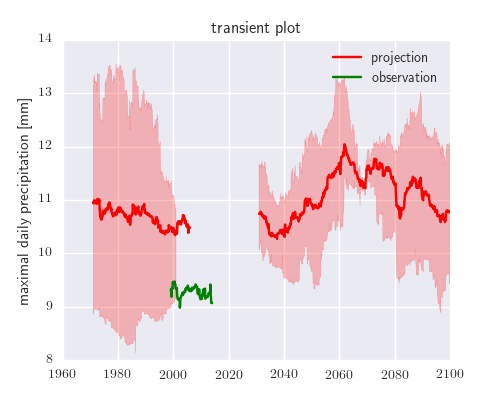 transient plot
maximal daily precipitation [mm]
14
13
12
11
10
9
8
projection
observation
1960 1980 2000 2020 2040 2060 2080 2100